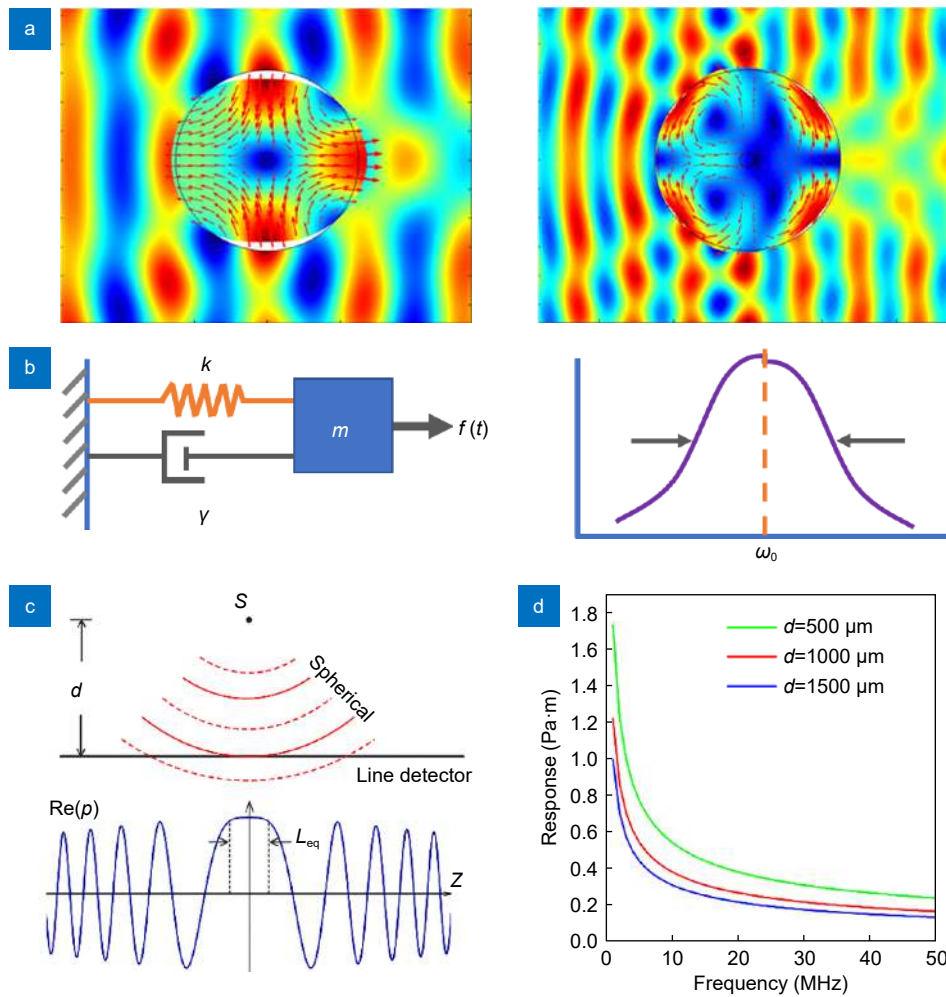 a
b
k
m
f (t)
γ
ω₀
c
S
d
Spherical
Line detector
Re(p)
L_eq
Z
d
d=500 μm
d=1000 μm
d=1500 μm
Response (Pa·m)
1.8
1.6
1.4
1.2
1.0
0.8
0.6
0.4
0.2
0.0
0 10 20 30 40 50
Frequency (MHz)